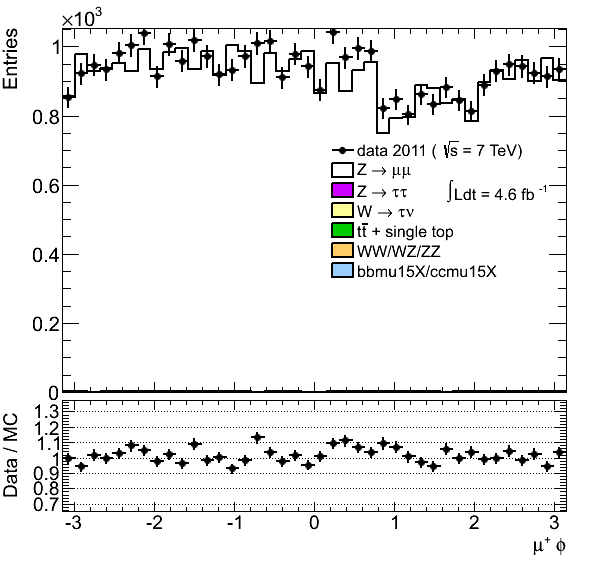 ×10³
Entries
1
0.8
0.6
0.4
0.2
0
data 2011 ( √s = 7 TeV)
Z → μμ
Z → ττ
∫Ldt = 4.6 fb⁻¹
W → τν
tt̄ + single top
WW/WZ/ZZ
bbmu15X/ccmu15X
Data / MC
1.3
1.2
1.1
1
0.9
0.8
0.7
-3 -2 -1 0 1 2 3
μ⁺ ϕ